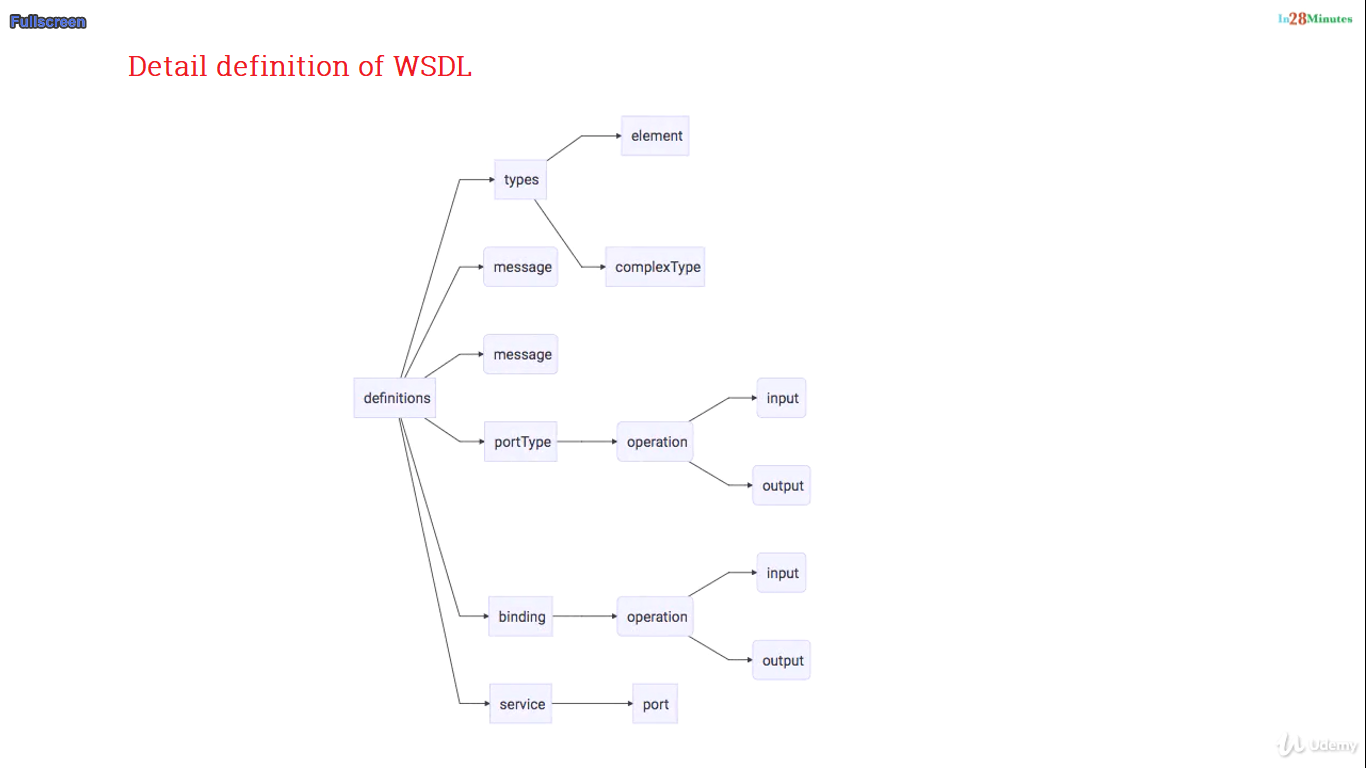 Fullscreen
In28Minutes
Detail definition of WSDL
element
types
message
complexType
message
definitions
input
portType
operation
output
input
binding
operation
output
service
port
Udemy